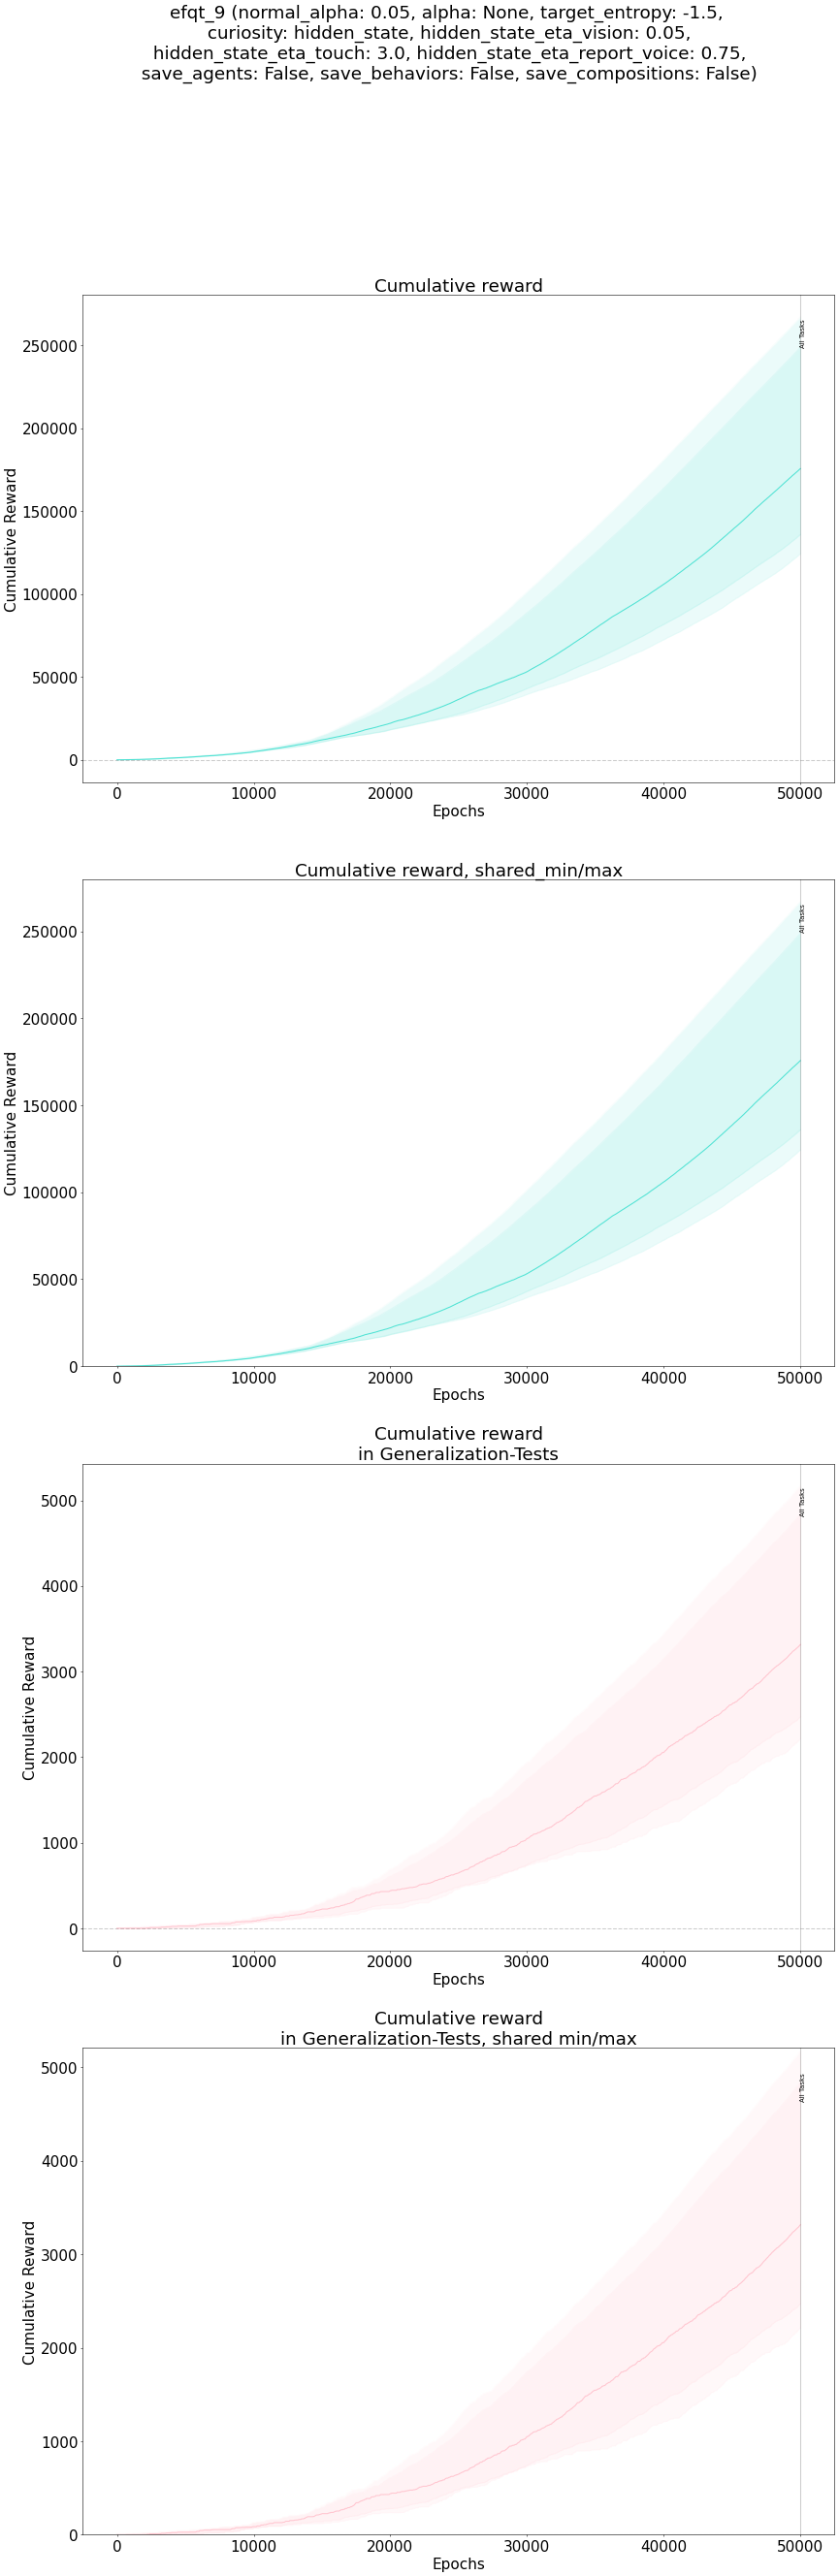 efqt_9 (normal_alpha: 0.05, alpha: None, target_entropy: -1.5,
curiosity: hidden_state, hidden_state_eta_vision: 0.05,
hidden_state_eta_touch: 3.0, hidden_state_eta_report_voice: 0.75,
save_agents: False, save_behaviors: False, save_compositions: False)
Cumulative reward
250000
200000
150000
100000
50000
0
Cumulative Reward
All Tasks
0 10000 20000 30000 40000 50000
Epochs
Cumulative reward, shared_min/max
250000
200000
150000
100000
50000
0
Cumulative Reward
All Tasks
0 10000 20000 30000 40000 50000
Epochs
Cumulative reward
in Generalization-Tests
5000
4000
3000
2000
1000
0
Cumulative Reward
All Tasks
0 10000 20000 30000 40000 50000
Epochs
Cumulative reward
in Generalization-Tests, shared min/max
5000
4000
3000
2000
1000
0
Cumulative Reward
All Tasks
0 10000 20000 30000 40000 50000
Epochs